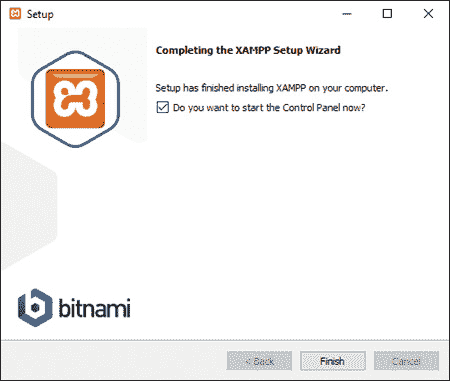 Setup
Completing the XAMPP Setup Wizard
Setup has finished installing XAMPP on your computer.
Do you want to start the Control Panel now?
bitnami
< Back
Finish
Cancel